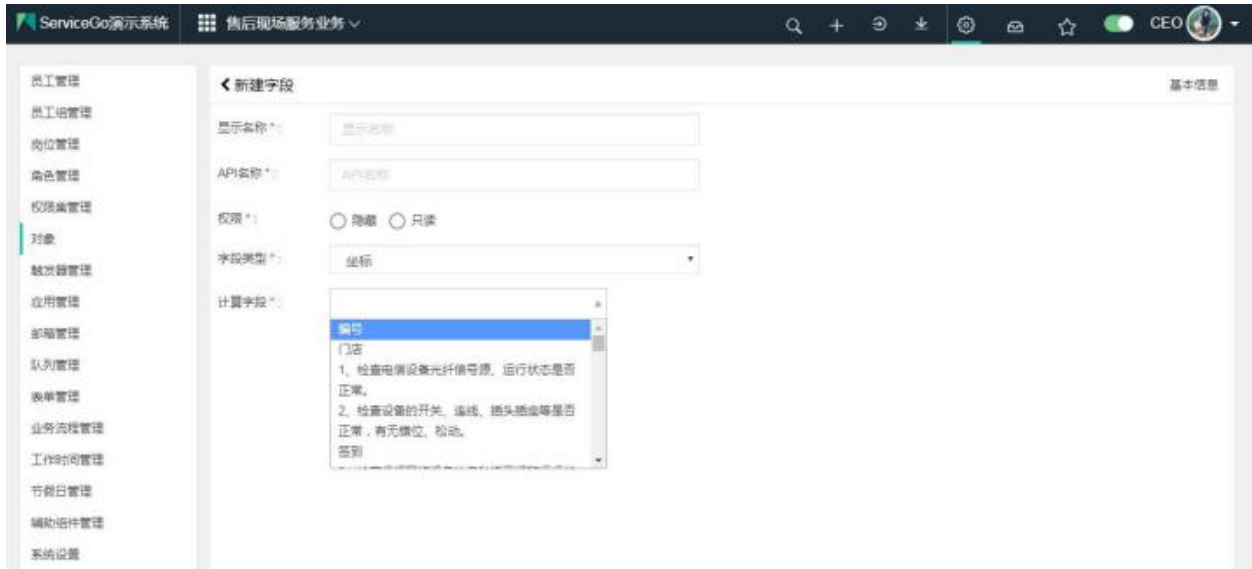 ServiceGo演示系统
售后现场服务业务
CEO
员工管理
员工组管理
岗位管理
角色管理
权限集管理
对象
触发器管理
应用管理
邮箱管理
队列管理
表单管理
业务流程管理
工作时间管理
节假日管理
辅助组件管理
系统设置
新建字段
基本信息
显示名称*:
显示名称
API名称*:
API名称
权限*:
隐藏 只读
字段类型*:
坐标
计算字段*:
编号
门店
1、检查电信设备光纤信号源、运行状态是否
正常。
2、检查设备的开关、连线、插头插座等是否
正常，有无错位、松动。
签到